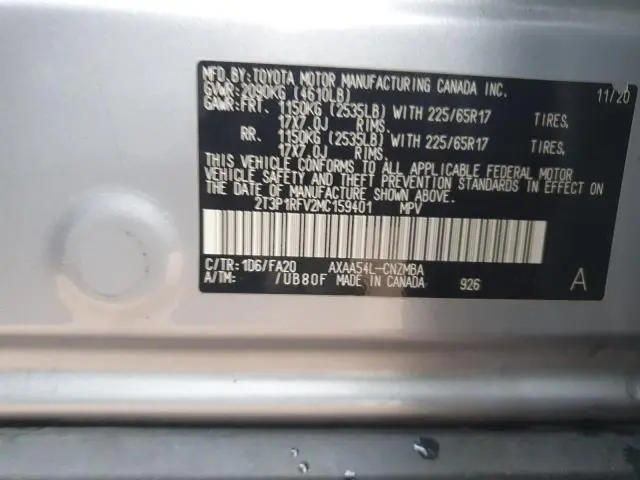 MFD.BY:TOYOTA MOTOR MANUFACTURING CANADA INC. 11/20
GVWR:2090KG (4610LB)
GAWR:FRT. 1150KG (2535LB) WITH 225/65R17 TIRES,
17X7.0J RIMS.
RR. 1150KG (2535LB) WITH 225/65R17 TIRES,
17X7.0J RIMS.
THIS VEHICLE CONFORMS TO ALL APPLICABLE FEDERAL MOTOR
VEHICLE SAFETY AND THEFT PREVENTION STANDARDS IN EFFECT ON
THE DATE OF MANUFACTURE SHOWN ABOVE.
2T3P1RFV2MC159401 MPV
C/TR:1D6/FA20 AXAA54L-CNZMBA
A/TM: /UB80F MADE IN CANADA 926 A